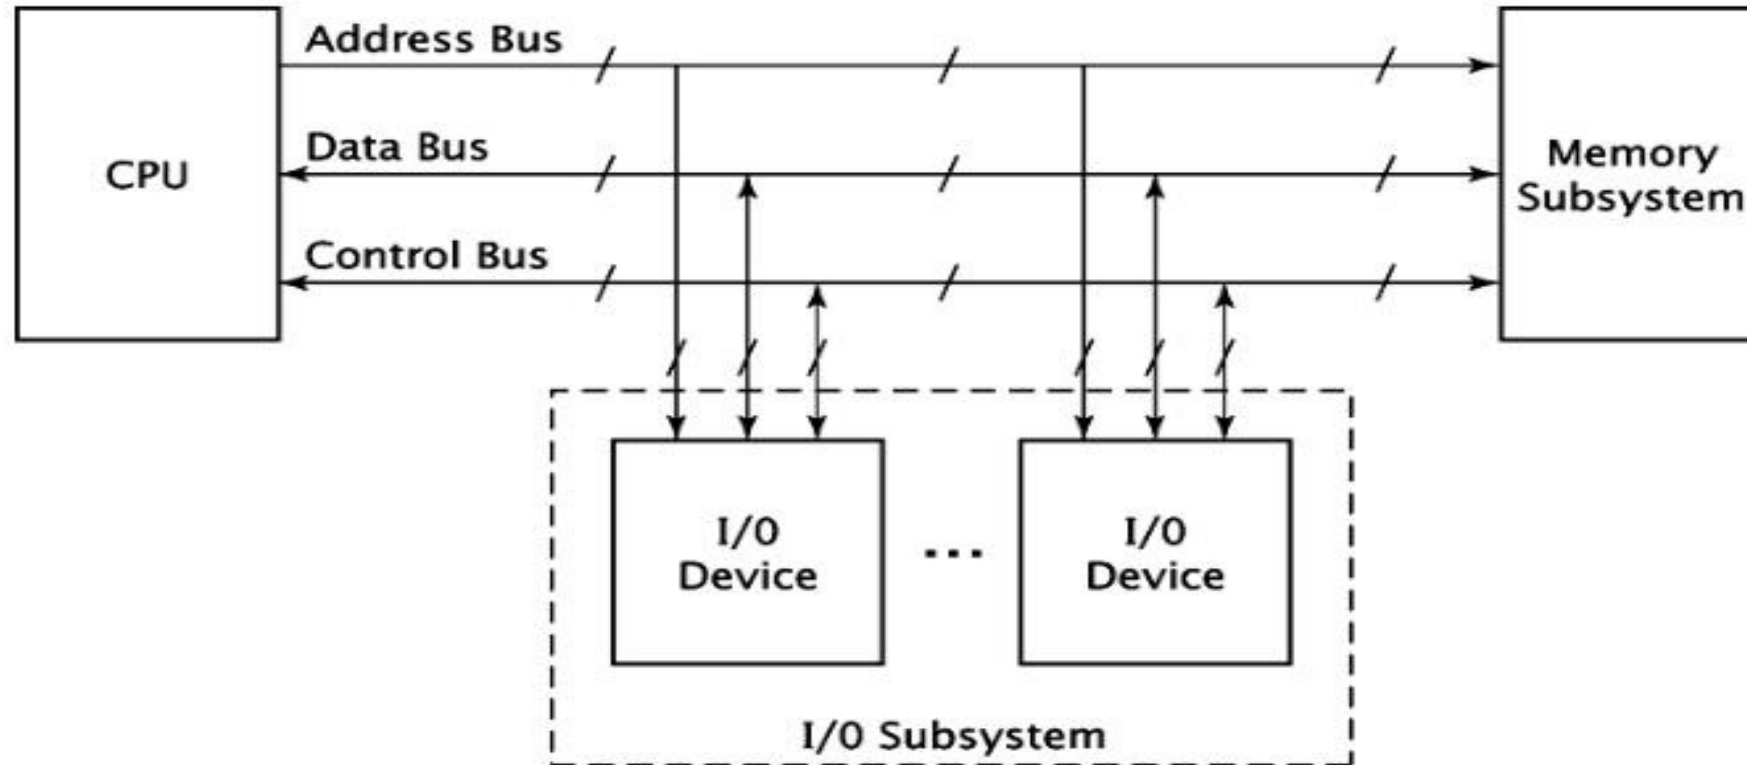 Address Bus
Data Bus
CPU
Control Bus
Memory
Subsystem
I/0
Device
...
I/0
Device
I/0 Subsystem